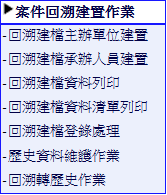 ▶案件回溯建置作業
-回溯建檔主辦單位建置
-回溯建檔承辦人員建置
-回溯建檔資料列印
-回溯建檔資料清單列印
-回溯建檔登錄處理
-歷史資料維護作業
-回溯轉歷史作業